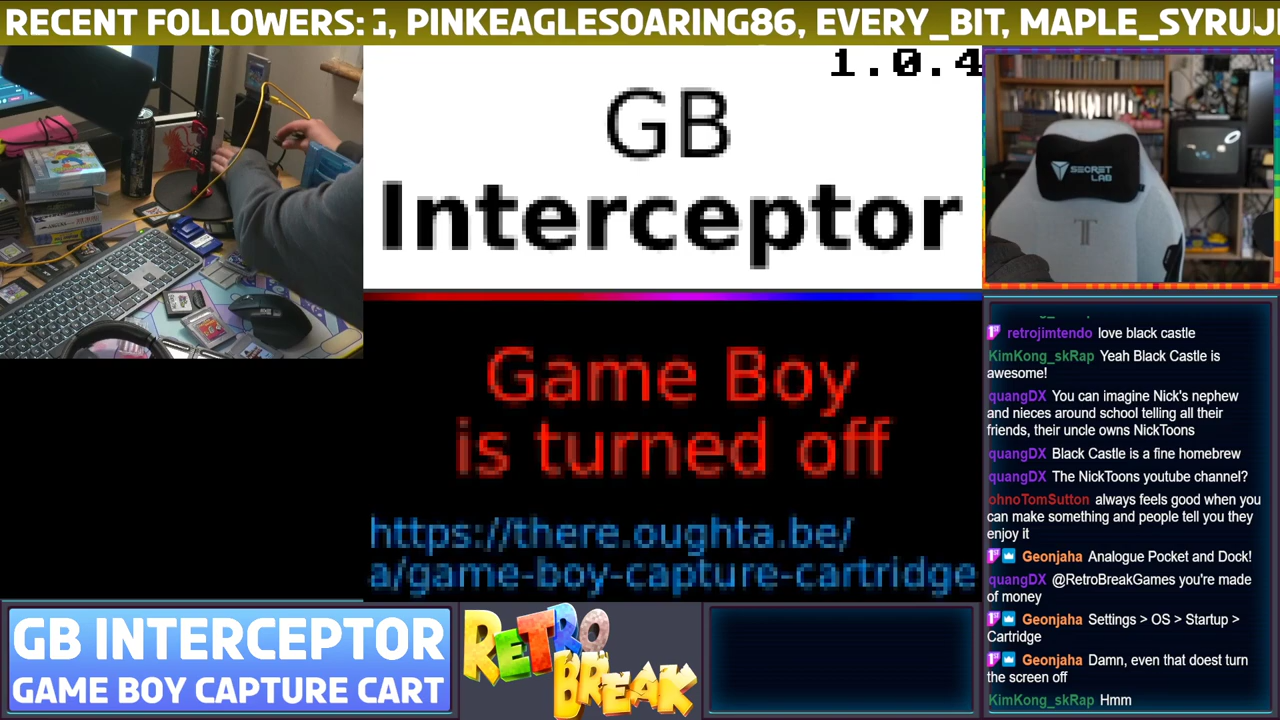 RECENT FOLLOWERS: G, PINKEAGLESOARING86, EVERY_BIT, MAPLE_SYRUJ
1.0.4
GB
Interceptor
SECRET
LAB
Game Boy
is turned off
https://there.oughta.be/
a/game-boy-capture-cartridge
retrojimtendo love black castle
KimKong_skRap Yeah Black Castle is
awesome!
quangDX You can imagine Nick's nephew
and nieces around school telling all their
friends, their uncle owns NickToons
quangDX Black Castle is a fine homebrew
quangDX The NickToons youtube channel?
ohnoTomSutton always feels good when you
can make something and people tell you they
enjoy it
Geonjaha Analogue Pocket and Dock!
quangDX @RetroBreakGames you're made
of money
Geonjaha Settings > OS > Startup >
Cartridge
Geonjaha Damn, even that doest turn
the screen off
KimKong_skRap Hmm
GB INTERCEPTOR
GAME BOY CAPTURE CART
RETRO
BREAK